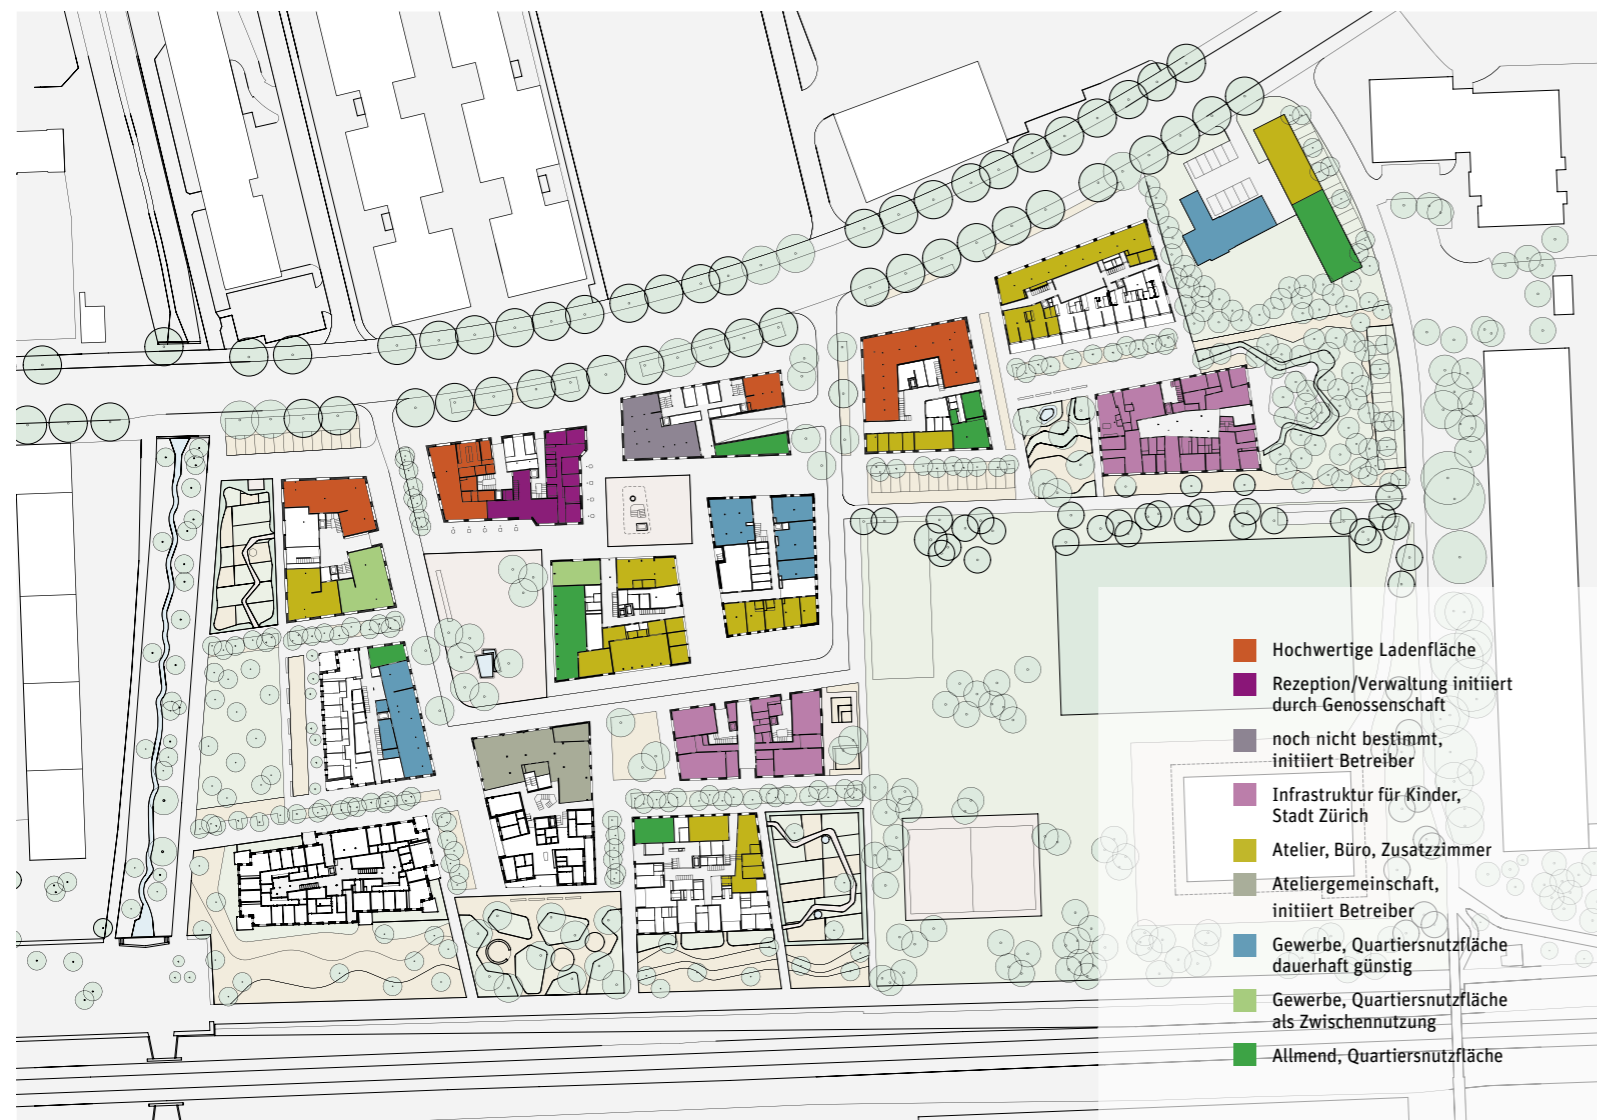 Hochwertige Ladenfläche
Rezeption/Verwaltung initiiert
durch Genossenschaft
noch nicht bestimmt,
initiiert Betreiber
Infrastruktur für Kinder,
Stadt Zürich
Atelier, Büro, Zusatzzimmer
Ateliergemeinschaft,
initiiert Betreiber
Gewerbe, Quartiersnutzfläche
dauerhaft günstig
Gewerbe, Quartiersnutzfläche
als Zwischennutzung
Allmend, Quartiersnutzfläche